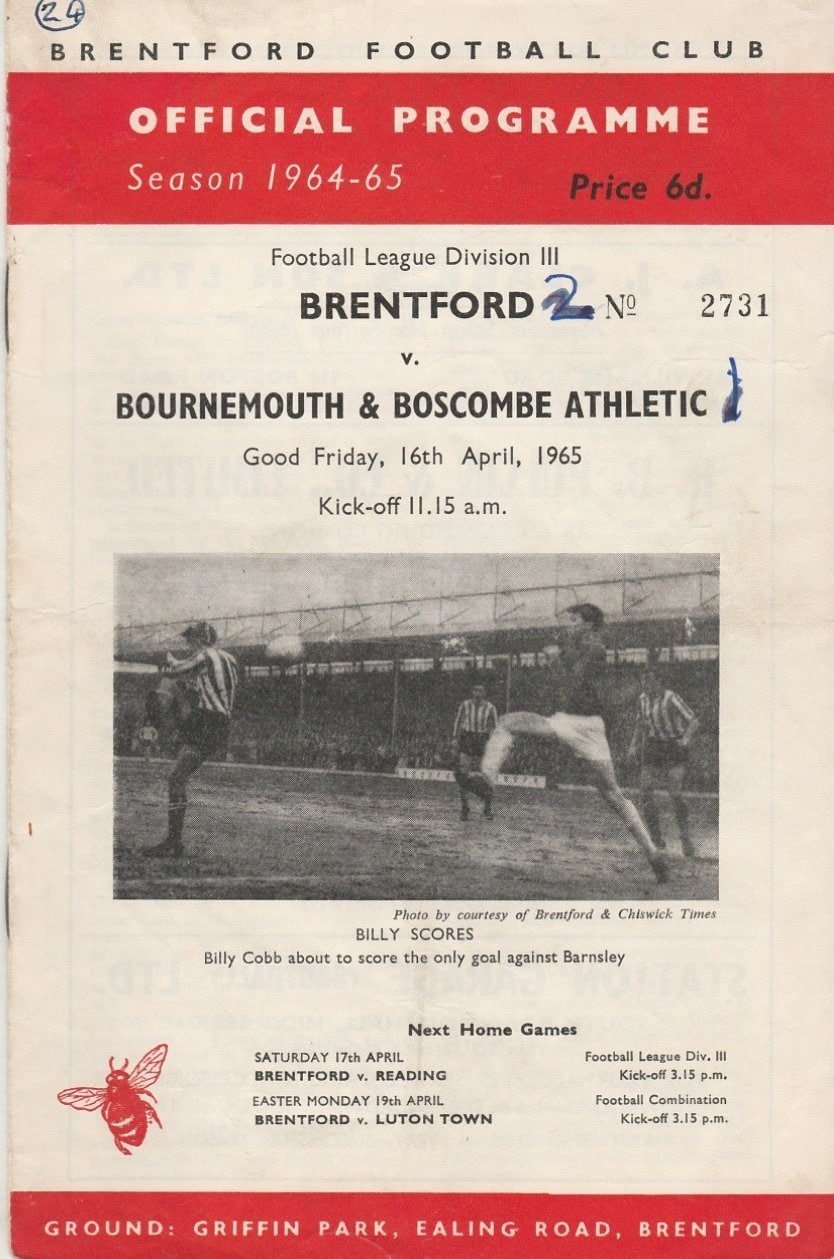 24
BRENTFORD FOOTBALL CLUB
OFFICIAL PROGRAMME
Season 1964-65
Price 6d.
Football League Division III
BRENTFORD 2 Nº 2731
v.
BOURNEMOUTH & BOSCOMBE ATHLETIC 1
Good Friday, 16th April, 1965
Kick-off 11.15 a.m.
Photo by courtesy of Brentford & Chiswick Times
BILLY SCORES
Billy Cobb about to score the only goal against Barnsley
Next Home Games
SATURDAY 17th APRIL Football League Div. III
BRENTFORD v. READING Kick-off 3.15 p.m.
EASTER MONDAY 19th APRIL Football Combination
BRENTFORD v. LUTON TOWN Kick-off 3.15 p.m.
GROUND: GRIFFIN PARK, EALING ROAD, BRENTFORD